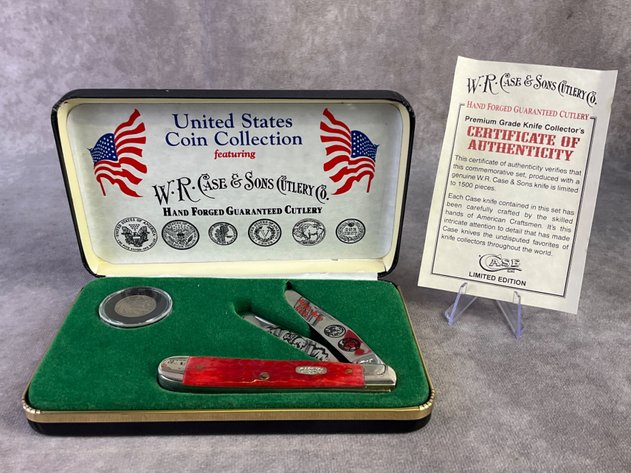 United States
Coin Collection
featuring
W.R. CASE & SONS CUTLERY CO.
HAND FORGED GUARANTEED CUTLERY
W.R. CASE & SONS CUTLERY CO.
HAND FORGED GUARANTEED CUTLERY
Premium Grade Knife Collector's
CERTIFICATE OF
AUTHENTICITY
This certificate of authenticity verifies that
this commemorative set, produced with a
genuine W.R. Case & Sons knife is limited
to 1500 pieces.
Each Case knife contained in this set has
been carefully crafted by the skilled
hands of American Craftsmen. It's this
intricate attention to detail that has made
Case knives the undisputed favorites of
knife collectors throughout the world.
CASE
LIMITED EDITION